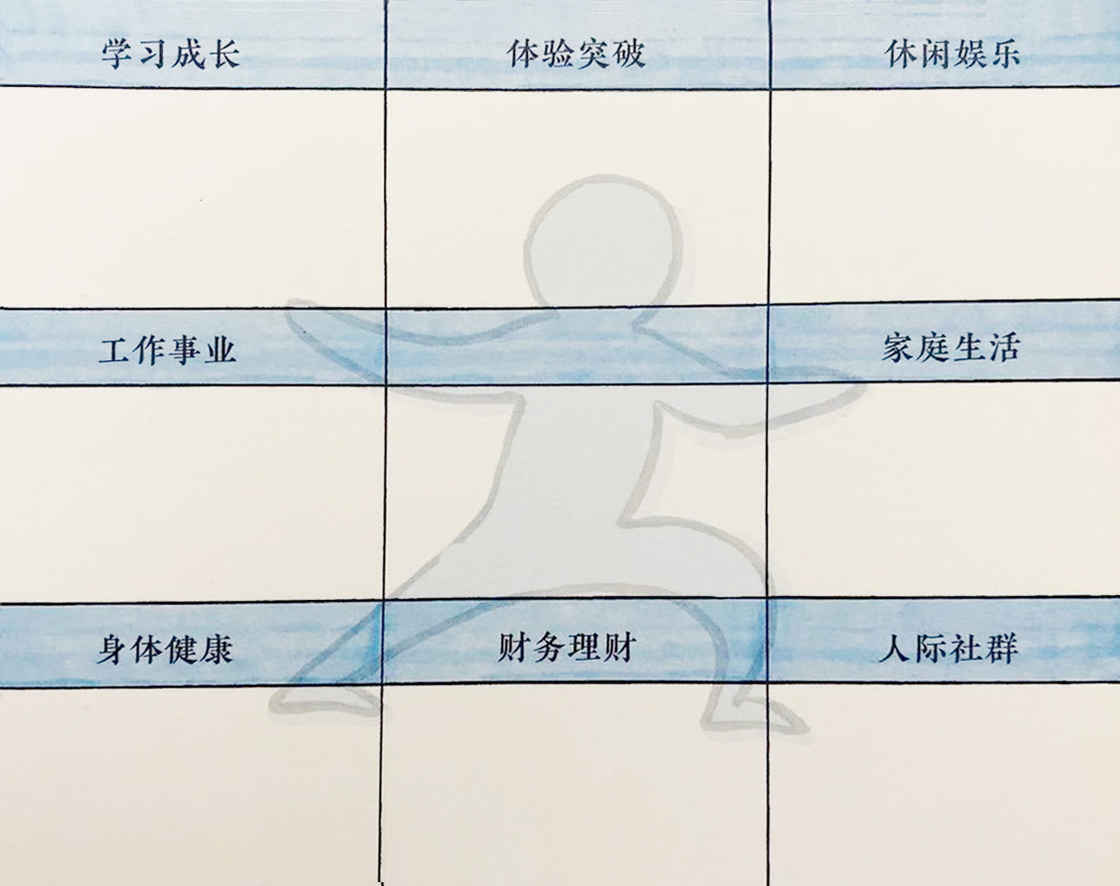 学习成长
体验突破
休闲娱乐
工作事业
家庭生活
身体健康
财务理财
人际社群